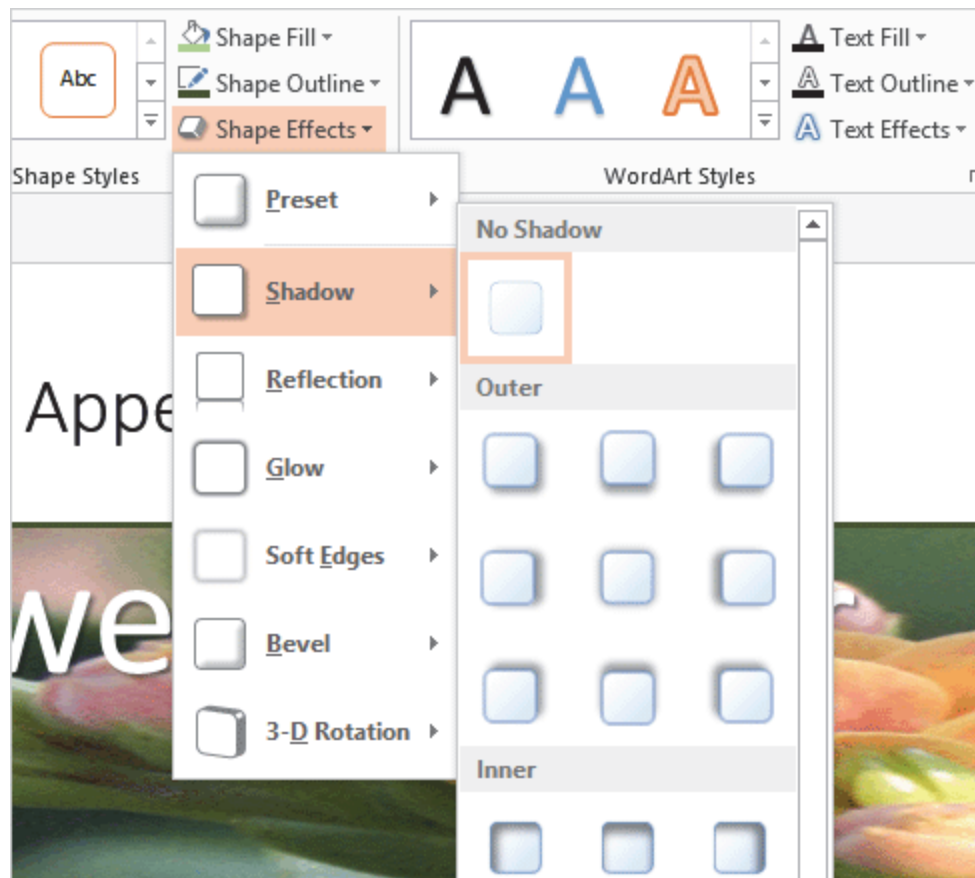 Abc
Shape Fill
Shape Outline
Shape Effects
Shape Styles
A A A
A Text Fill
A Text Outline
A Text Effects
WordArt Styles
Preset
Shadow
Reflection
Glow
Soft Edges
Bevel
3-D Rotation
No Shadow
Outer
Inner
Appe
we
r